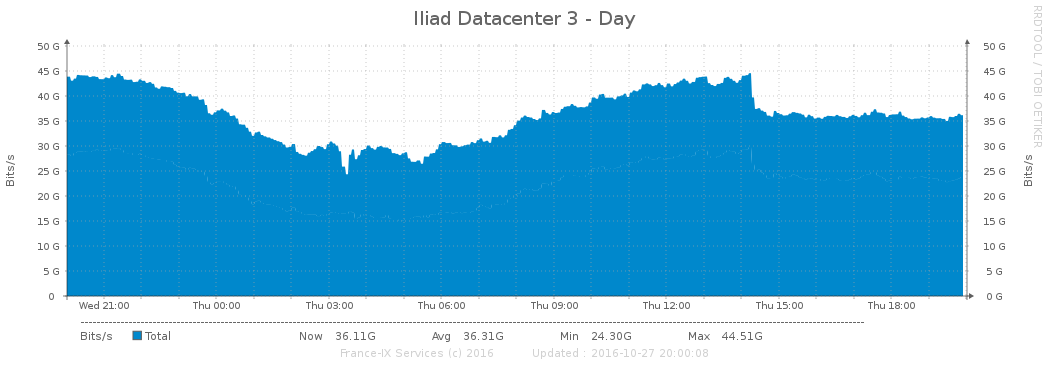 Iliad Datacenter 3 - Day
RRDTOOL / TOBI OETIKER
Bits/s
50 G 50 G
45 G 45 G
40 G 40 G
35 G 35 G
30 G 30 G
25 G 25 G
20 G 20 G
15 G 15 G
10 G 10 G
5 G 5 G
0 0 G
Bits/s
Wed 21:00 Thu 00:00 Thu 03:00 Thu 06:00 Thu 09:00 Thu 12:00 Thu 15:00 Thu 18:00
Bits/s Total Now 36.11G Avg 36.31G Min 24.30G Max 44.51G
France-IX Services (c) 2016 Updated : 2016-10-27 20:00:08